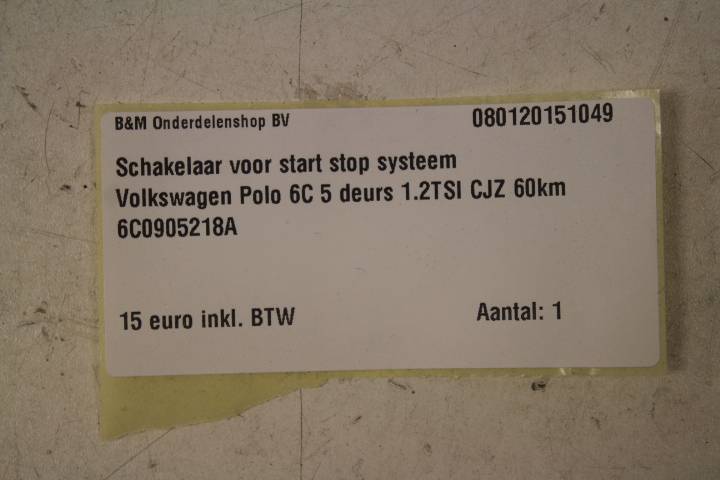 B&M Onderdelenshop BV 080120151049
Schakelaar voor start stop systeem
Volkswagen Polo 6C 5 deurs 1.2TSI CJZ 60km
6C0905218A
15 euro inkl. BTW Aantal: 1